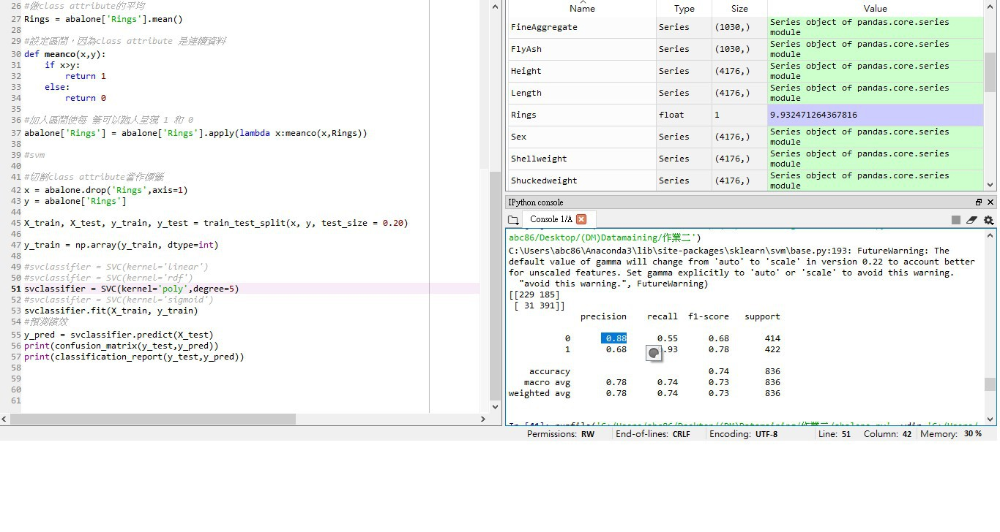 26 #做class attribute的平均
27 Rings = abalone['Rings'].mean()
28
29 #設定區間，因為class attribute 是連續資料
30 def meanco(x,y):
31 if x>y:
32 return 1
33 else:
34 return 0
35
36 #加入區間使每 筆可以跑入呈現 1 和 0
37 abalone['Rings'] = abalone['Rings'].apply(lambda x:meanco(x,Rings))
38
39 #svm
40
41 #切割class attribute當作標籤
42 x = abalone.drop('Rings',axis=1)
43 y = abalone['Rings']
44
45 X_train, X_test, y_train, y_test = train_test_split(x, y, test_size = 0.20)
46
47 y_train = np.array(y_train, dtype=int)
48
49 #svclassifier = SVC(kernel='linear')
50 #svclassifier = SVC(kernel='rdf')
51 svclassifier = SVC(kernel='poly',degree=5)
52 #svclassifier = SVC(kernel='sigmoid')
53 svclassifier.fit(X_train, y_train)
54 #預測績效
55 y_pred = svclassifier.predict(X_test)
56 print(confusion_matrix(y_test,y_pred))
57 print(classification_report(y_test,y_pred))
58
59
60
61
Name Type Size Value
FineAggregate Series (1030,) Series object of pandas.core.series module
FlyAsh Series (1030,) Series object of pandas.core.series module
Height Series (4176,) Series object of pandas.core.series module
Length Series (4176,) Series object of pandas.core.series module
Rings float 1 9.932471264367816
Sex Series (4176,) Series object of pandas.core.series module
Shellweight Series (4176,) Series object of pandas.core.series module
Shuckedweight Series (4176,) Series object of pandas.core.series module
IPython console
Console 1/A
abc86/Desktop/(DM)Datamaining/作業二')
C:\Users\abc86\Anaconda3\lib\site-packages\sklearn\svm\base.py:193: FutureWarning: The
default value of gamma will change from 'auto' to 'scale' in version 0.22 to account better
for unscaled features. Set gamma explicitly to 'auto' or 'scale' to avoid this warning.
"avoid this warning.", FutureWarning)
[[229 185]
[ 31 391]]
precision recall f1-score support
0 0.88 0.55 0.68 414
1 0.68 .93 0.78 422
accuracy 0.74 836
macro avg 0.78 0.74 0.73 836
weighted avg 0.78 0.74 0.73 836
Permissions: RW End-of-lines: CRLF Encoding: UTF-8 Line: 51 Column: 42 Memory: 30 %